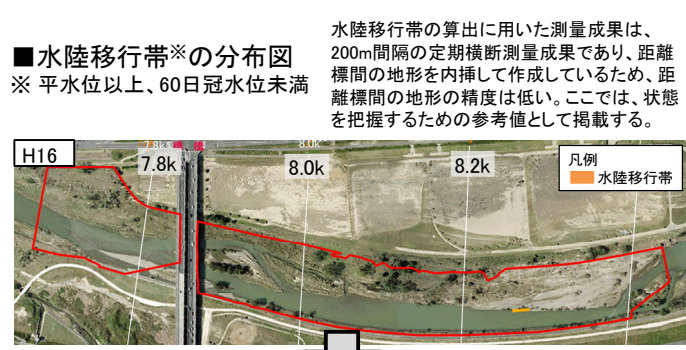 ■水陸移行帯※の分布図
※ 平水位以上、60日冠水位未満
水陸移行帯の算出に用いた測量成果は、
200m間隔の定期横断測量成果であり、距離
標間の地形を内挿して作成しているため、距
離標間の地形の精度は低い。ここでは、状態
を把握するための参考値として掲載する。
H16
7.8k
橋 橋
8.0k
7.8k
8.0k
8.2k
凡例
水陸移行帯